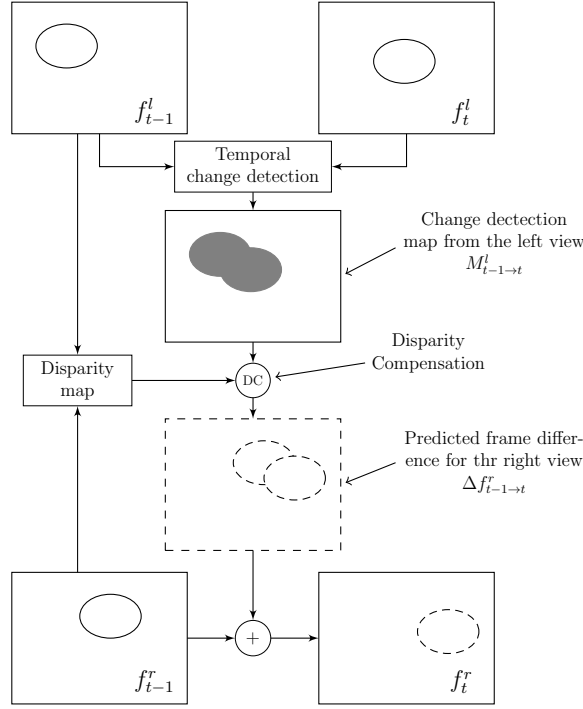 f^l_{t−1}
f^l_t
Temporal
change detection
Change dectection
map from the left view
M^l_{t−1→t}
Disparity
Compensation
Disparity
map
DC
Predicted frame differ-
ence for thr right view
Δf^r_{t−1→t}
f^r_{t−1}
+
f^r_t